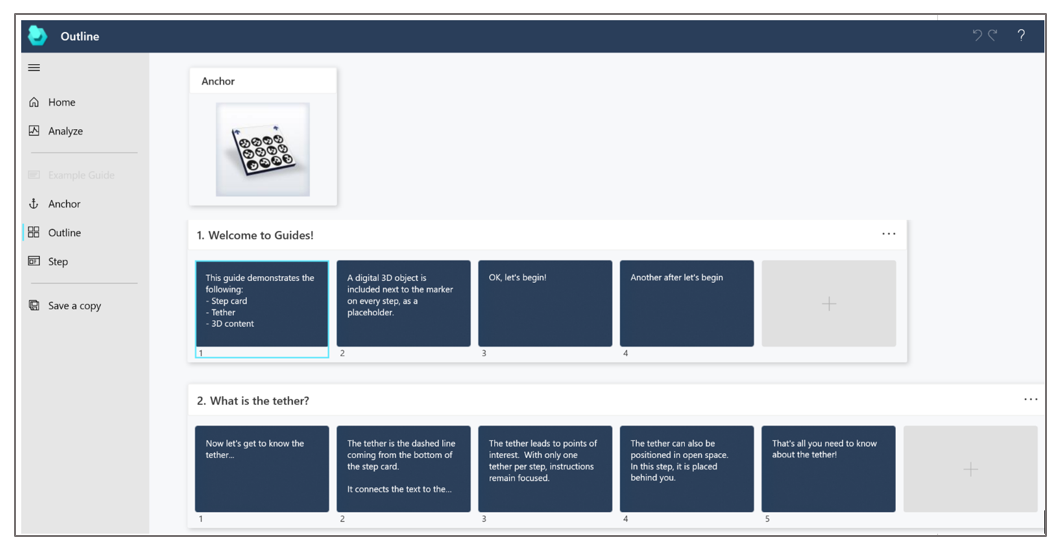 Outline
?
Home
Analyze
Example Guide
Anchor
Outline
Step
Save a copy
Anchor
1. Welcome to Guides!
...
This guide demonstrates the
following:
- Step card
- Tether
- 3D content
1
A digital 3D object is
included next to the marker
on every step, as a
placeholder.
2
OK, let's begin!
3
Another after let's begin
4
2. What is the tether?
...
Now let's get to know the
tether...
1
The tether is the dashed line
coming from the bottom of
the step card.
It connects the text to the...
2
The tether leads to points of
interest. With only one
tether per step, instructions
remain focused.
3
The tether can also be
positioned in open space.
In this step, it is placed
behind you.
4
That's all you need to know
about the tether!
5